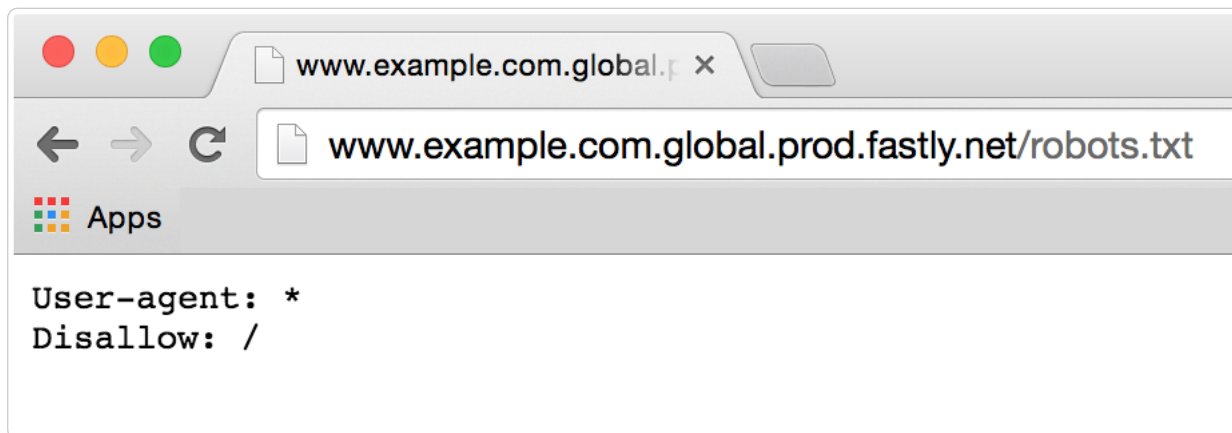 www.example.com.global.p
www.example.com.global.prod.fastly.net/robots.txt
Apps
User-agent: *
Disallow: /